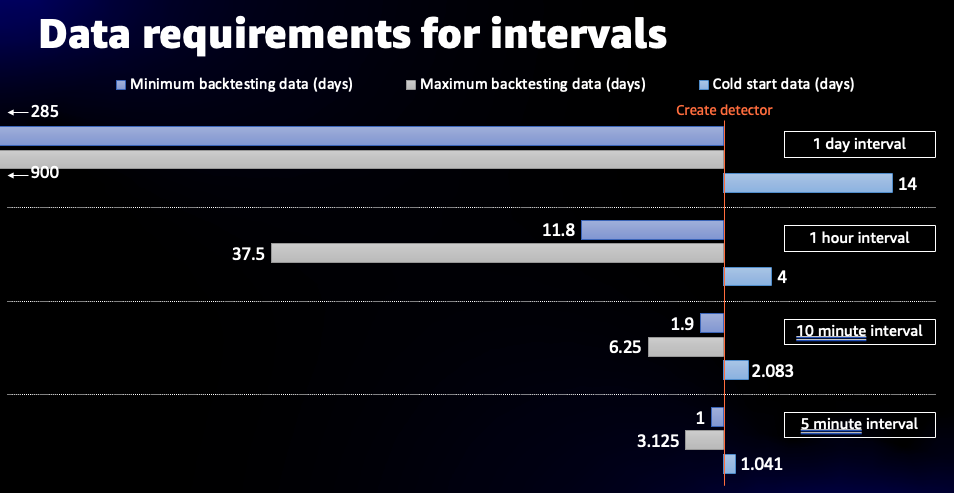 Data requirements for intervals
Minimum backtesting data (days) Maximum backtesting data (days) Cold start data (days)
Create detector
←285
1 day interval
←900
14
11.8
1 hour interval
37.5
4
1.9
10 minute interval
6.25
2.083
1
5 minute interval
3.125
1.041